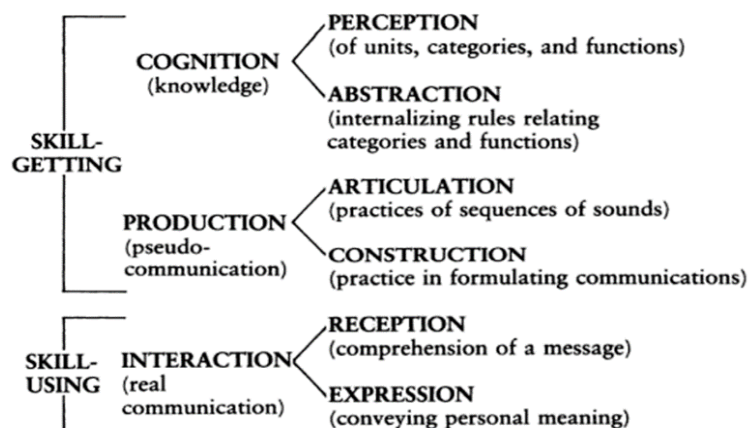 PERCEPTION
(of units, categories, and functions)
COGNITION
(knowledge)
ABSTRACTION
(internalizing rules relating
categories and functions)
SKILL-
GETTING
ARTICULATION
(practices of sequences of sounds)
PRODUCTION
(pseudo-
communication)
CONSTRUCTION
(practice in formulating communications)
RECEPTION
(comprehension of a message)
SKILL-
USING
INTERACTION
(real
communication)
EXPRESSION
(conveying personal meaning)